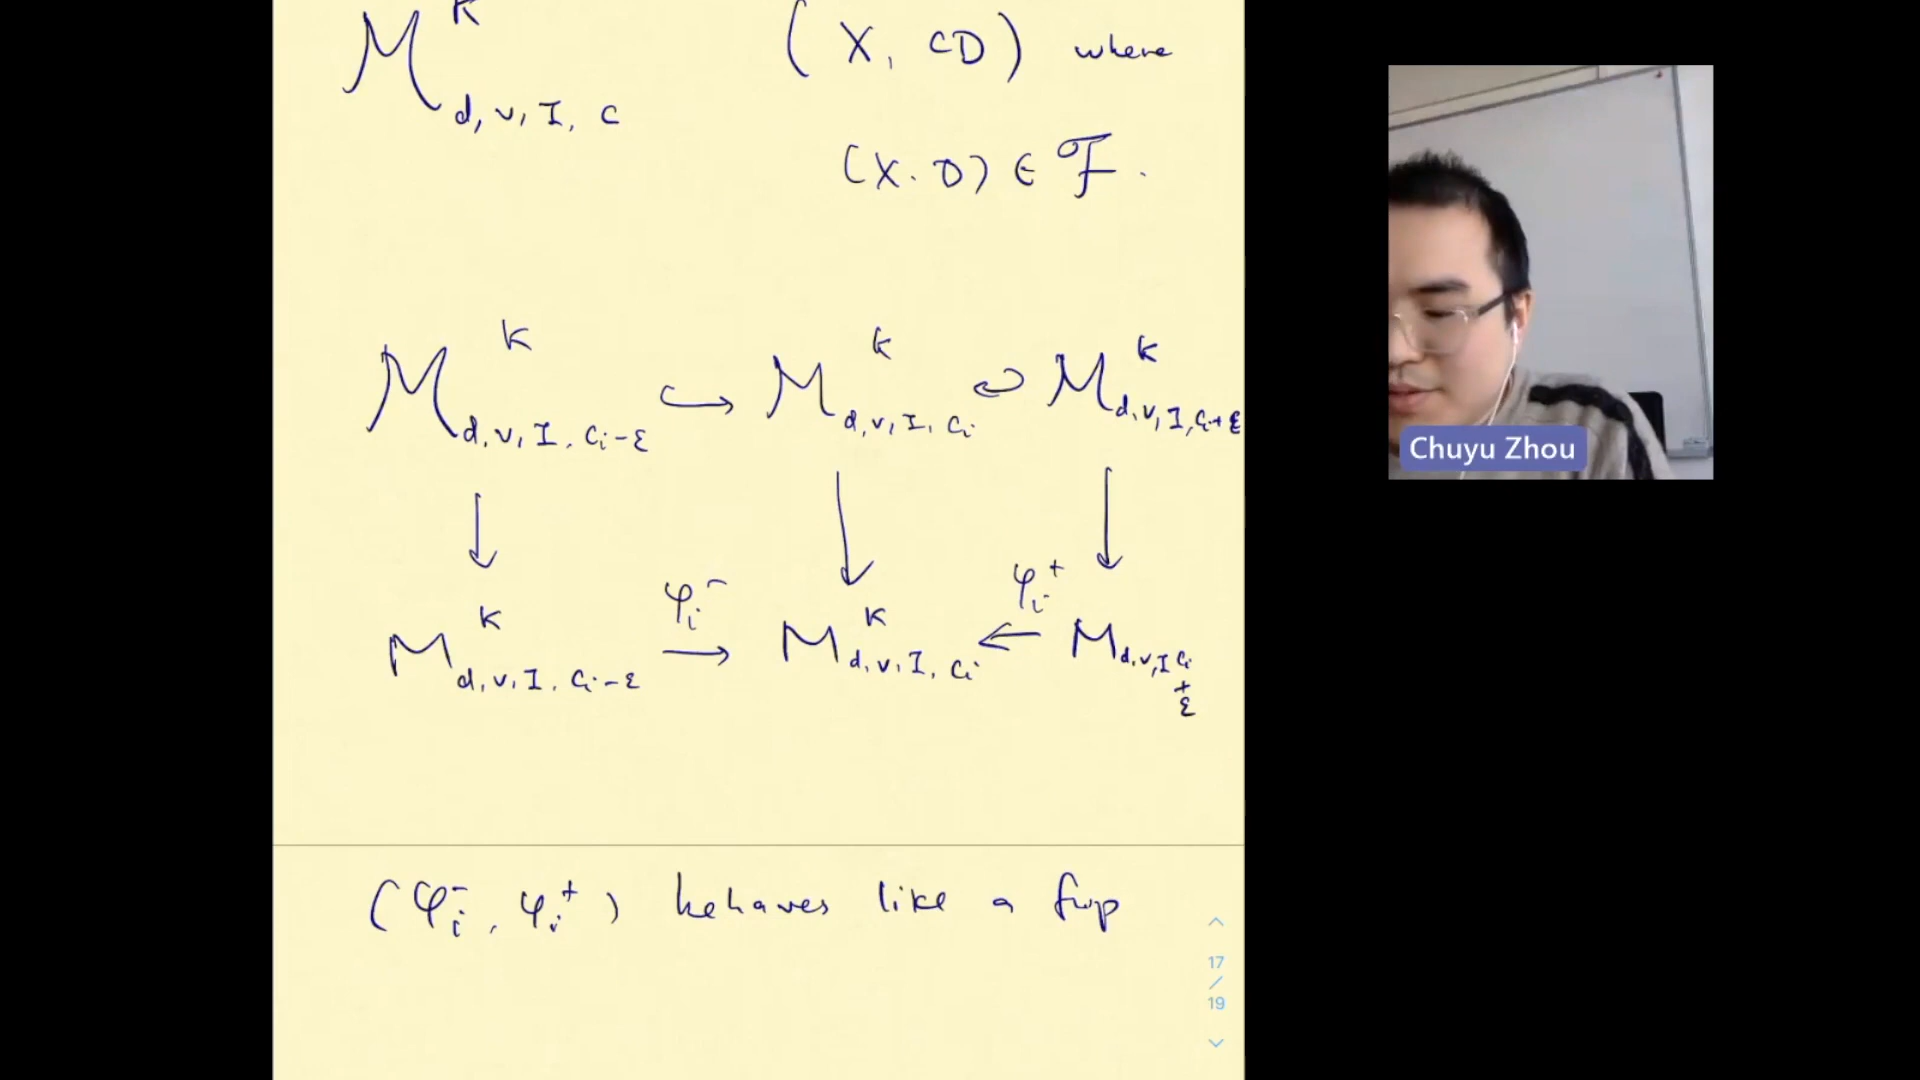 𝓜^K_{d, v, I, c} ( X, cD ) where
(X. D) ∈ 𝓕.
𝓜^K_{d, v, I, c_i-ε} ↪ 𝓜^K_{d, v, I, c_i} ↩ 𝓜^K_{d, v, I, c_i+ε}
↓ ↓ ↓
M^K_{d, v, I, c_i-ε} →^{φ_i^-} M^K_{d, v, I, c_i} ←^{φ_i^+} M_{d, v, I c_i + ε}
(φ_i^-, φ_i^+) behaves like a flip
17
/
19
Chuyu Zhou